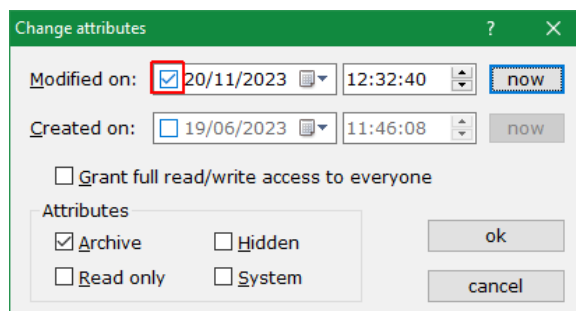 Change attributes ?
Modified on: 20/11/2023 12:32:40 now
Created on: 19/06/2023 11:46:08 now
Grant full read/write access to everyone
Attributes
Archive Hidden ok
Read only System cancel